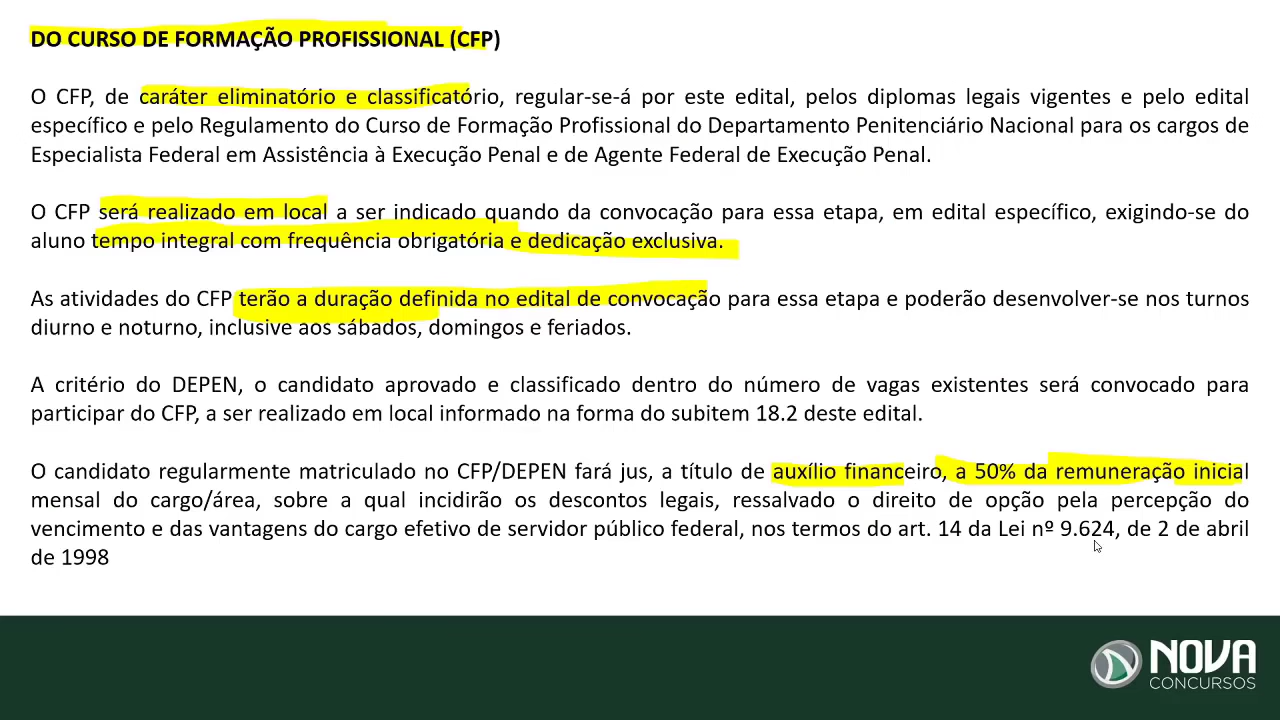 DO CURSO DE FORMAÇÃO PROFISSIONAL (CFP)
O CFP, de caráter eliminatório e classificatório, regular-se-á por este edital, pelos diplomas legais vigentes e pelo edital
específico e pelo Regulamento do Curso de Formação Profissional do Departamento Penitenciário Nacional para os cargos de
Especialista Federal em Assistência à Execução Penal e de Agente Federal de Execução Penal.
O CFP será realizado em local a ser indicado quando da convocação para essa etapa, em edital específico, exigindo-se do
aluno tempo integral com frequência obrigatória e dedicação exclusiva.
As atividades do CFP terão a duração definida no edital de convocação para essa etapa e poderão desenvolver-se nos turnos
diurno e noturno, inclusive aos sábados, domingos e feriados.
A critério do DEPEN, o candidato aprovado e classificado dentro do número de vagas existentes será convocado para
participar do CFP, a ser realizado em local informado na forma do subitem 18.2 deste edital.
O candidato regularmente matriculado no CFP/DEPEN fará jus, a título de auxílio financeiro, a 50% da remuneração inicial
mensal do cargo/área, sobre a qual incidirão os descontos legais, ressalvado o direito de opção pela percepção do
vencimento e das vantagens do cargo efetivo de servidor público federal, nos termos do art. 14 da Lei nº 9.624, de 2 de abril
de 1998
NOVA
CONCURSOS